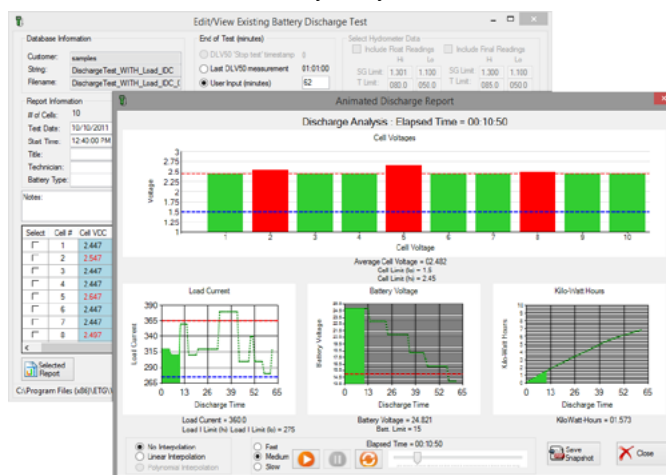 Edit/View Existing Battery Discharge Test
Database Information
Customer: samples
String: DischargeTest_WITH_Load_IDC
Filename: DischargeTest_WITH_Load_IDC_(
End of Test (minutes)
DLV50 'Stop test' timestamp 0
Last DLV50 measurement 01:01:00
User Input (minutes) 62
Select Hydrometer Data
Include Float Readings Include Final Readings
Hi Lo Hi Lo
SG Limit: 1.301 1.100 SG Limit: 1.300 1.100
T Limit: 080.0 050.0 T Limit: 085.0 050.0
Report Information
# of Cells: 10
Test Date: 10/10/2011
Start Time: 12:40:00 PM
Title:
Technician:
Battery Type:
Notes:
Select Cell # Cell VDC
1 2.447
2 2.547
3 2.447
4 2.447
5 2.647
6 2.447
7 2.447
8 2.497
Selected
Report
C:\Program Files (x86)\ETG\
Animated Discharge Report
Discharge Analysis : Elapsed Time = 00:10:50
Cell Voltages
Voltage
3
2.75
2.5
2.25
2
1.75
1.5
1.25
1
1 2 3 4 5 6 7 8 9 10
Cell Voltage
Average Cell Voltage = 02.482
Cell Limit (lo) = 1.5
Cell Limit (hi) = 2.45
Load Current
Load Current
390
365
340
315
290
265
0 13 26 39 52 65
Discharge Time
Load Current = 360.0
Load I Limit (hi) Load I Limit (lo) = 275
Battery Voltage
Battery Voltage
0 13 26 39 52 65
Discharge Time
Battery Voltage = 24.821
Batt. Limit = 15
Kilo-Watt Hours
Kilo-Watt Hours
10
9
8
7
6
5
4
3
2
1
0
0 13 26 39 52 65
Discharge Time
KiloWatt-Hours = 01.573
No Interpolation
Linear Interpolation
Polynomial Interpolation
Fast
Medium
Slow
Elapsed Time = 00:10:50
Save
Snapshot
Close